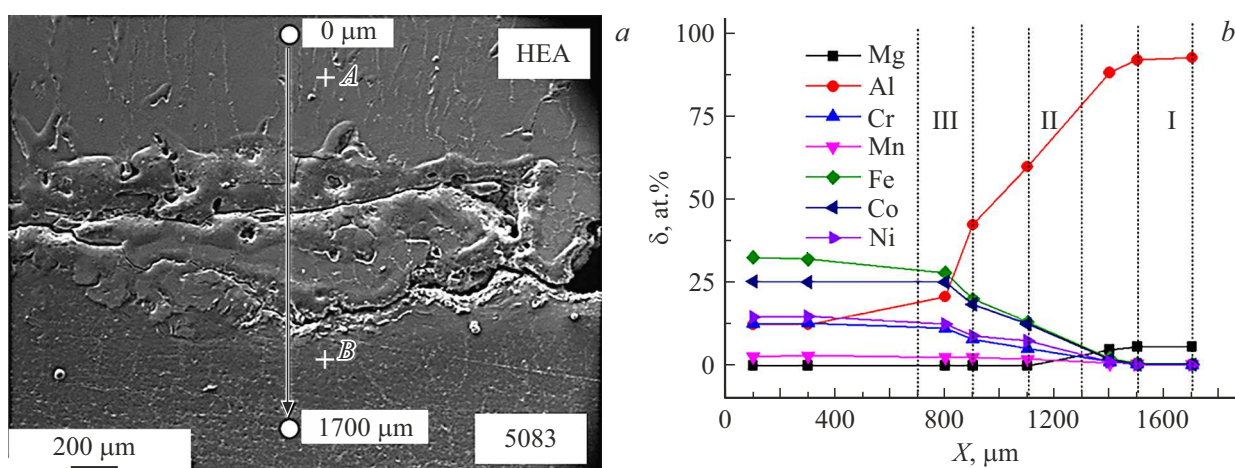 0 μm
HEA
A
B
1700 μm
5083
200 μm
a
b
100
75
50
25
0
δ, at.%
Mg
Al
Cr
Mn
Fe
Co
Ni
III
II
I
0
400
800
1200
1600
X, μm